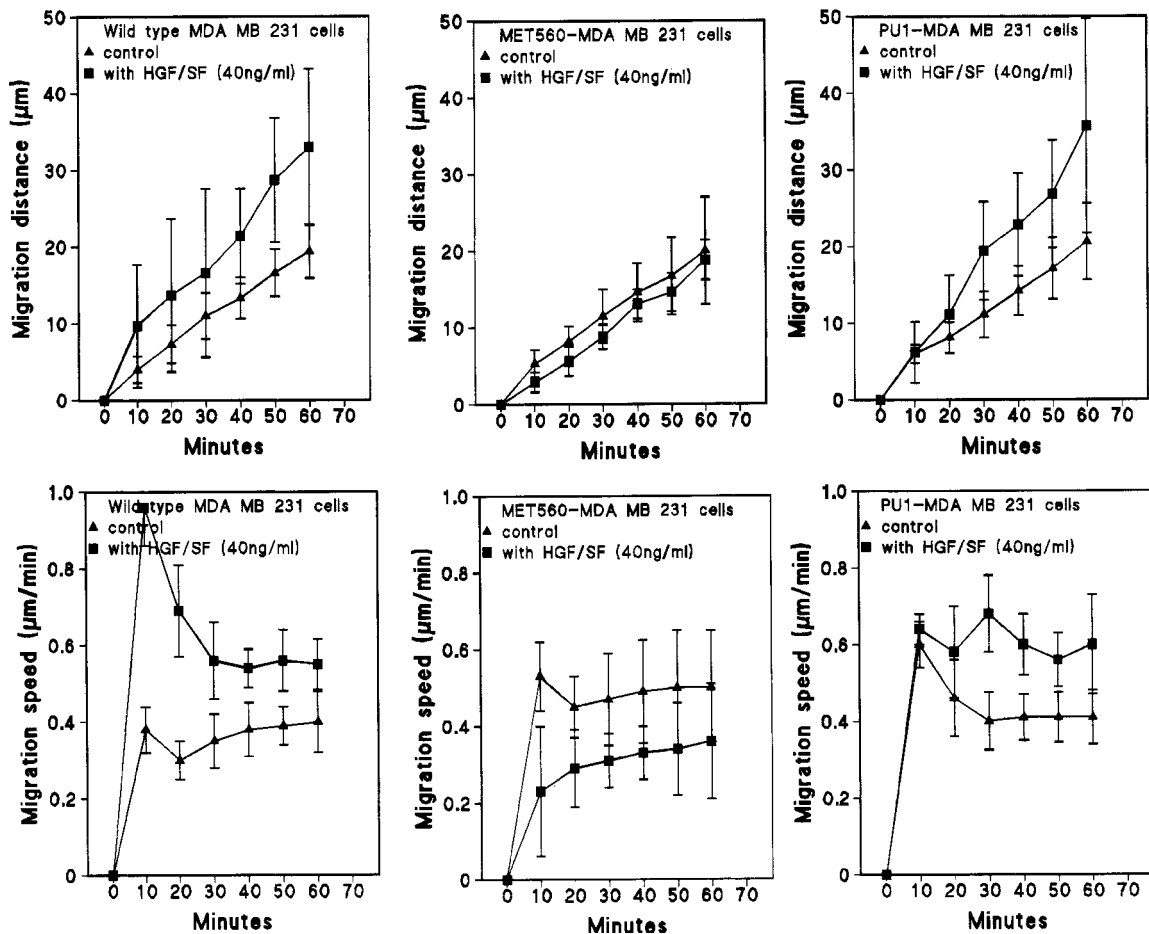 Migration distance (µm)
50
40
30
20
10
0
Wild type MDA MB 231 cells
control
with HGF/SF (40ng/ml)
0 10 20 30 40 50 60 70
Minutes
Migration distance (µm)
50
40
30
20
10
0
MET560-MDA MB 231 cells
control
with HGF/SF (40ng/ml)
0 10 20 30 40 50 60 70
Minutes
Migration distance (µm)
50
40
30
20
10
0
PU1-MDA MB 231 cells
control
with HGF/SF (40ng/ml)
0 10 20 30 40 50 60 70
Minutes
Migration speed (µm/min)
1.0
0.8
0.6
0.4
0.2
0
Wild type MDA MB 231 cells
control
with HGF/SF (40ng/ml)
0 10 20 30 40 50 60 70
Minutes
Migration speed (µm/min)
1.0
0.8
0.6
0.4
0.2
0
MET560-MDA MB 231 cells
control
with HGF/SF (40ng/ml)
0 10 20 30 40 50 60 70
Minutes
Migration speed (µm/min)
1.0
0.8
0.6
0.4
0.2
0
PU1-MDA MB 231 cells
control
with HGF/SF (40ng/ml)
0 10 20 30 40 50 60 70
Minutes